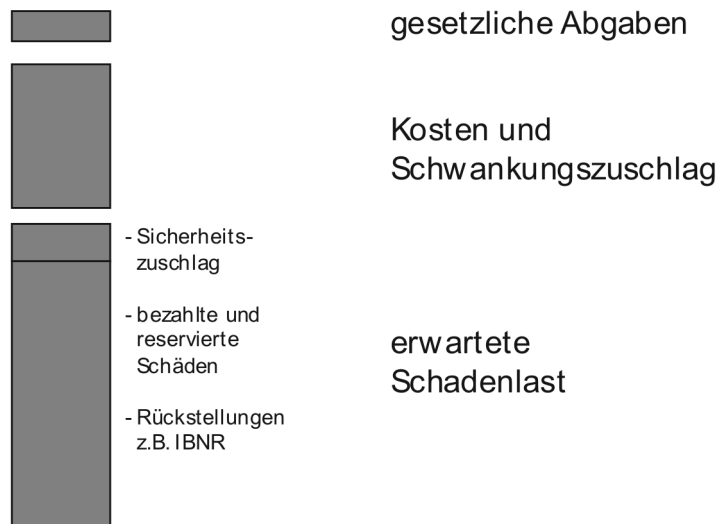 gesetzliche Abgaben
Kosten und
Schwankungszuschlag
- Sicherheits-
zuschlag
- bezahlte und
reservierte
Schäden
- Rückstellungen
z.B. IBNR
erwartete
Schadenlast